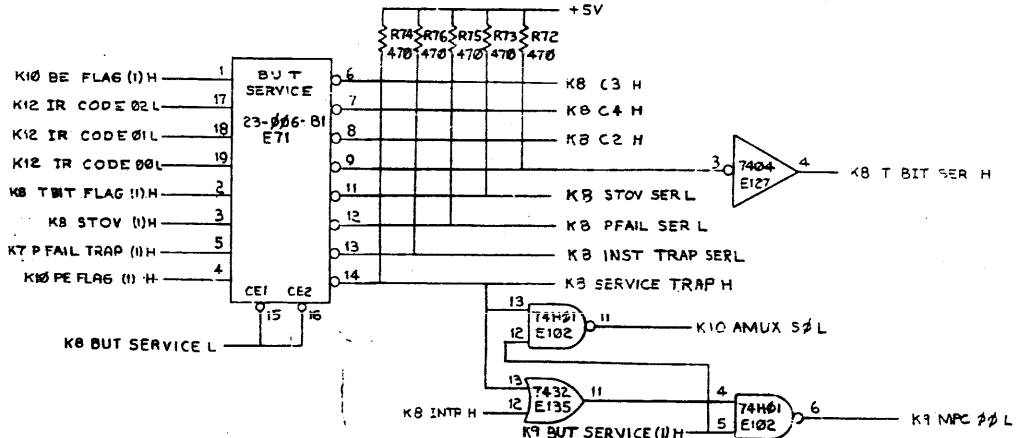 +5V
R74 R76 R75 R73 R72
470 470 470 470 470
K10 BE FLAG (1) H
1
BUT
SERVICE
6
K8 C3 H
K12 IR CODE 02 L
17
7
K8 C4 H
23-006-B1
E71
K12 IR CODE 01 L
18
8
K8 C2 H
K12 IR CODE 00 L
19
9
3
7404
E127
4
K8 T BIT SER H
K8 TBIT FLAG (1) H
2
11
K8 STOV SER L
K8 STOV (1) H
3
12
K8 PFAIL SER L
K7 PFAIL TRAP (1) H
5
13
K8 INST TRAP SER L
K10 PE FLAG (1) H
4
14
K8 SERVICE TRAP H
CE1 CE2
15 16
K8 BUT SERVICE L
13
12
74H01
E102
11
K10 AMUX S0 L
13
12
7432
E135
11
K8 INTR H
4
5
74H01
E102
6
K9 MPC 00 L
K9 BUT SERVICE (1) H